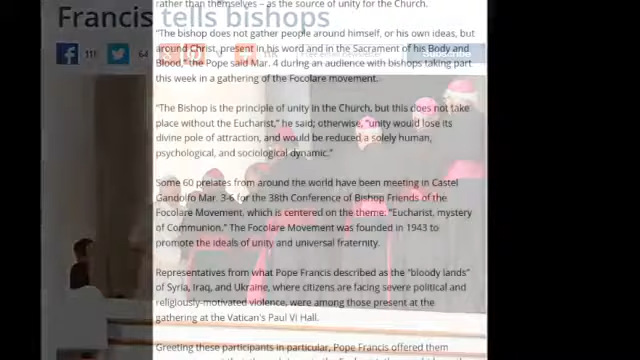 rather than themselves – as the source of unity for the Church.
Francis tells bishops
"The bishop does not gather people around himself, or his own ideas, but
around Christ, present in his word and in the Sacrament of his Body and
Blood," the Pope said Mar. 4 during an audience with bishops taking part
this week in a gathering of the Focolare movement.
64
Subscribe
"The Bishop is the principle of unity in the Church, but this does not take
place without the Eucharist," he said; otherwise, "unity would lose its
divine pole of attraction, and would be reduced a solely human,
psychological, and sociological dynamic."
Some 60 prelates from around the world have been meeting in Castel
Gandolfo Mar. 3-6 for the 38th Conference of Bishop Friends of the
Focolare Movement, which is centered on the theme: "Eucharist, mystery
of Communion." The Focolare Movement was founded in 1943 to
promote the ideals of unity and universal fraternity.
Representatives from what Pope Francis described as the "bloody lands"
of Syria, Iraq, and Ukraine, where citizens are facing severe political and
religiously-motivated violence, were among those present at the
gathering at the Vatican's Paul VI Hall.
Greeting these participants in particular, Pope Francis offered them